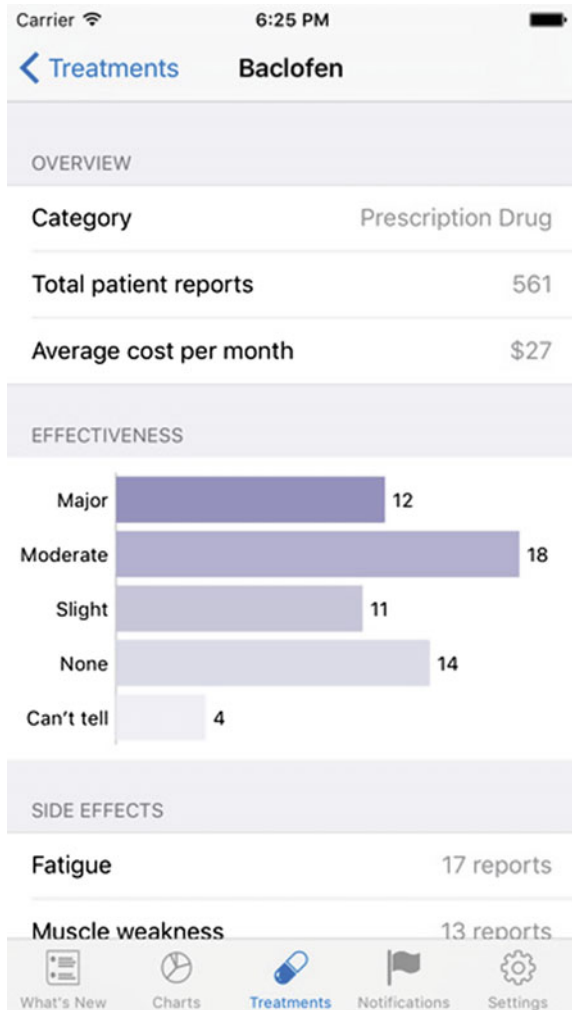 Carrier 6:25 PM
Treatments Baclofen
OVERVIEW
Category Prescription Drug
Total patient reports 561
Average cost per month $27
EFFECTIVENESS
Major 12
Moderate 18
Slight 11
None 14
Can't tell 4
SIDE EFFECTS
Fatigue 17 reports
Muscle weakness 13 reports
What's New Charts Treatments Notifications Settings